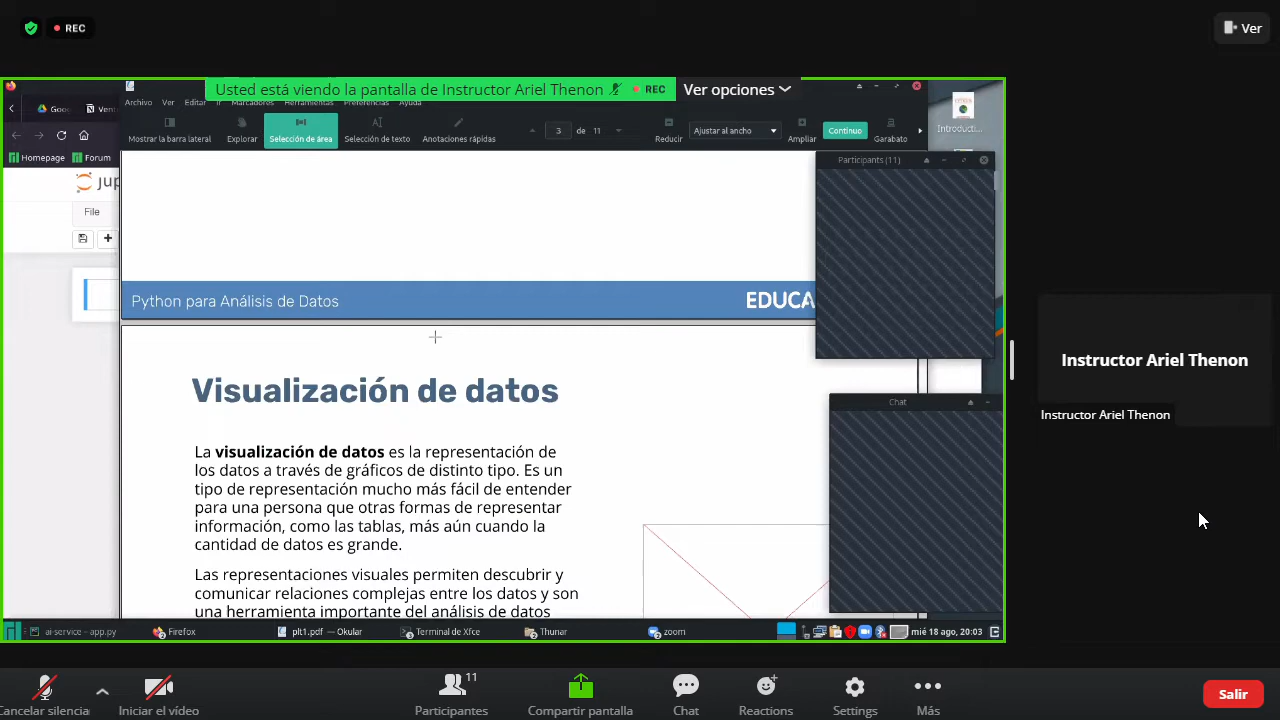 REC
Ver
Usted está viendo la pantalla de Instructor Ariel Thenon
REC
Ver opciones
Archivo Ver Editar Ir Marcadores Herramientas Preferencias Ayuda
Mostrar la barra lateral
Explorar
Selección de área
Selección de texto
Anotaciones rápidas
3 de 11
Reducir
Ajustar al ancho
Ampliar
Continuo
Garabato
Introducti...
Homepage
Forum
Participants (11)
File
Python para Análisis de Datos
Visualización de datos
La visualización de datos es la representación de
los datos a través de gráficos de distinto tipo. Es un
tipo de representación mucho más fácil de entender
para una persona que otras formas de representar
información, como las tablas, más aún cuando la
cantidad de datos es grande.
Las representaciones visuales permiten descubrir y
comunicar relaciones complejas entre los datos y son
una herramienta importante del análisis de datos
Chat
Instructor Ariel Thenon
Instructor Ariel Thenon
ai-service – app.py
Firefox
plt1.pdf — Okular
Terminal de Xfce
Thunar
zoom
mié 18 ago, 20:03
Cancelar silencia
Iniciar el vídeo
11
Participantes
Compartir pantalla
Chat
Reactions
Settings
Más
Salir